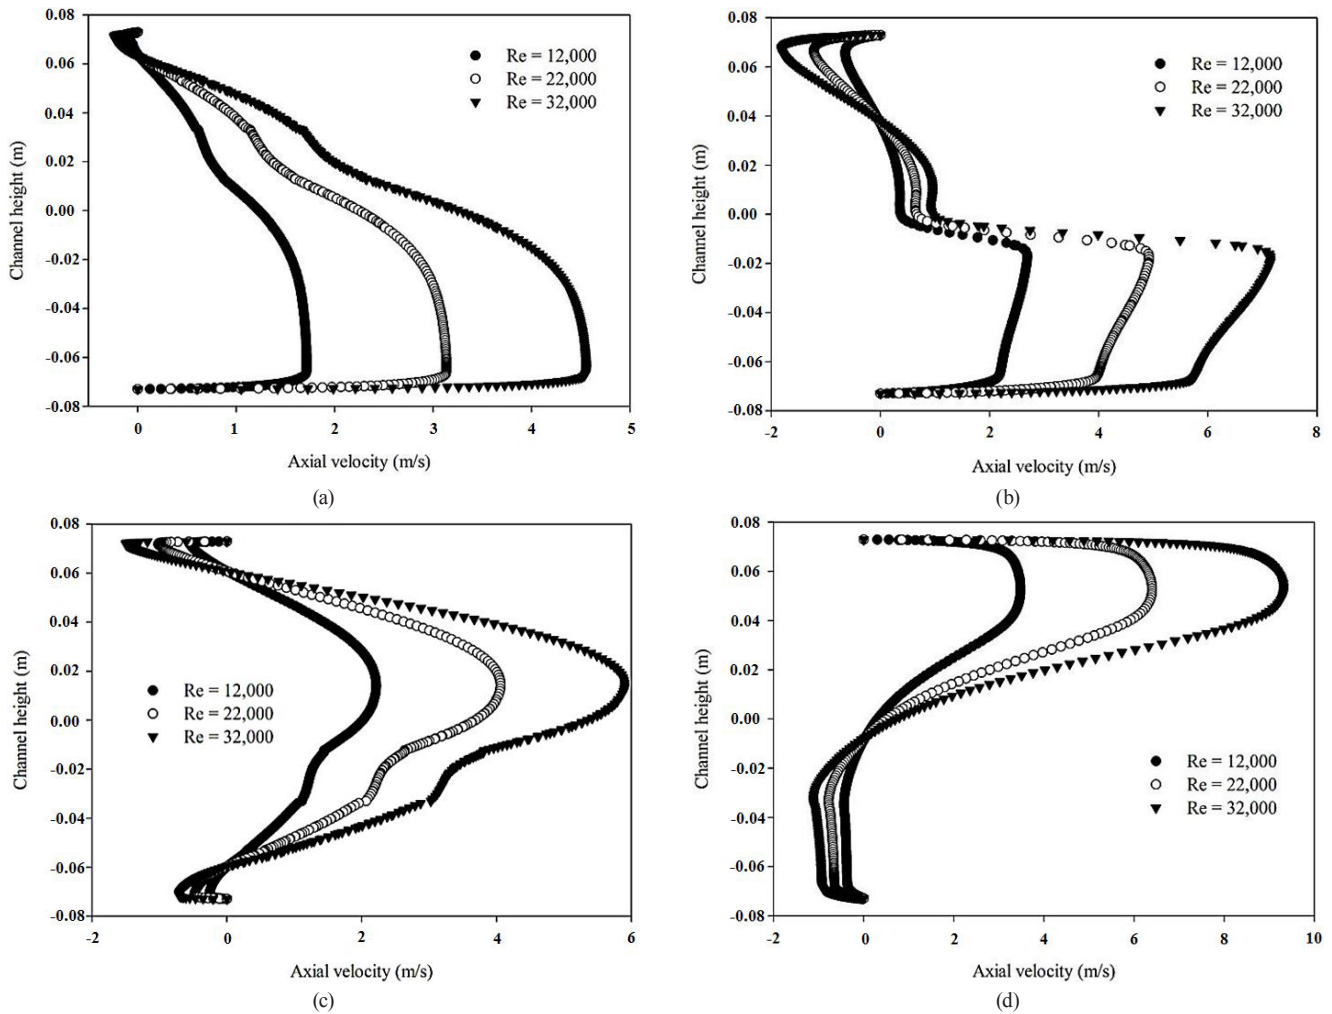 0.08
0.06
0.04
0.02
0.00
-0.02
-0.04
-0.06
-0.08
Channel height (m)
Re = 12,000
Re = 22,000
Re = 32,000
0 1 2 3 4 5
Axial velocity (m/s)
(a)
0.08
0.06
0.04
0.02
0.00
-0.02
-0.04
-0.06
-0.08
Channel height (m)
Re = 12,000
Re = 22,000
Re = 32,000
-2 0 2 4 6 8
Axial velocity (m/s)
(b)
0.08
0.06
0.04
0.02
0.00
-0.02
-0.04
-0.06
-0.08
Channel height (m)
Re = 12,000
Re = 22,000
Re = 32,000
-2 0 2 4 6
Axial velocity (m/s)
(c)
0.08
0.06
0.04
0.02
0.00
-0.02
-0.04
-0.06
-0.08
Channel height (m)
Re = 12,000
Re = 22,000
Re = 32,000
-2 0 2 4 6 8 10
Axial velocity (m/s)
(d)